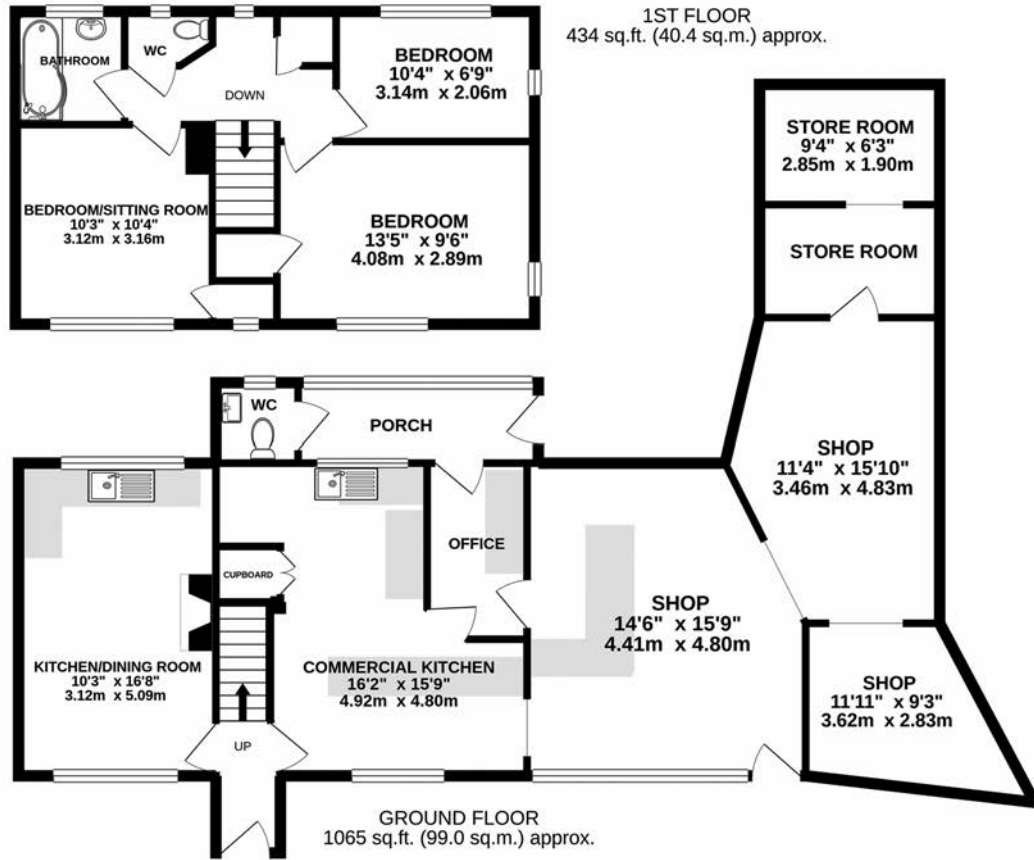 1ST FLOOR
434 sq.ft. (40.4 sq.m.) approx.
BATHROOM
WC
BEDROOM
10'4" x 6'9"
3.14m x 2.06m
DOWN
BEDROOM/SITTING ROOM
10'3" x 10'4"
3.12m x 3.16m
BEDROOM
13'5" x 9'6"
4.08m x 2.89m
STORE ROOM
9'4" x 6'3"
2.85m x 1.90m
STORE ROOM
WC
PORCH
SHOP
11'4" x 15'10"
3.46m x 4.83m
OFFICE
CUPBOARD
SHOP
14'6" x 15'9"
4.41m x 4.80m
KITCHEN/DINING ROOM
10'3" x 16'8"
3.12m x 5.09m
COMMERCIAL KITCHEN
16'2" x 15'9"
4.92m x 4.80m
SHOP
11'11" x 9'3"
3.62m x 2.83m
UP
GROUND FLOOR
1065 sq.ft. (99.0 sq.m.) approx.